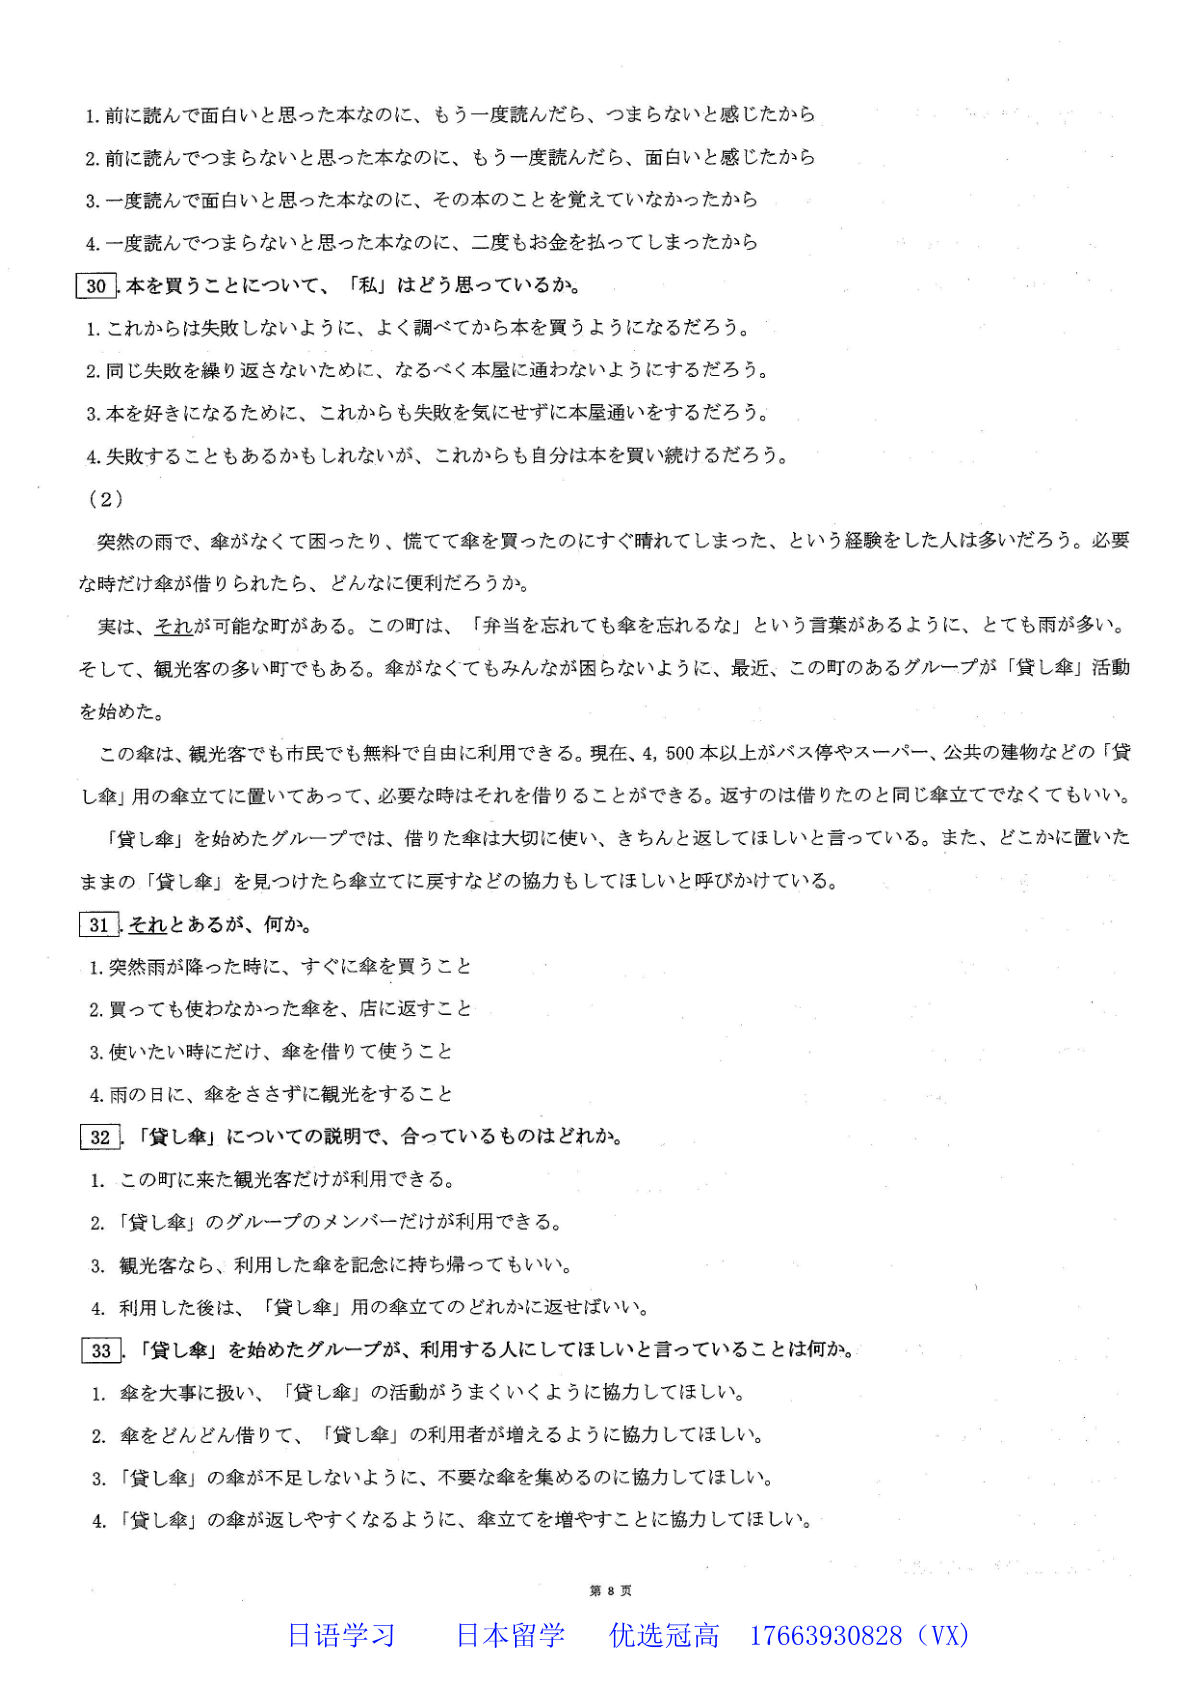 1. 前に読んで面白いと思った本なのに、もう一度読んだら、つまらないと感じたから
2. 前に読んでつまらないと思った本なのに、もう一度読んだら、面白いと感じたから
3. 一度読んで面白いと思った本なのに、その本のことを覚えていなかったから
4. 一度読んでつまらないと思った本なのに、二度もお金を払ってしまったから
30. 本を買うことについて、「私」はどう思っているか。
1. これからは失敗しないように、よく調べてから本を買うようになるだろう。
2. 同じ失敗を繰り返さないために、なるべく本屋に通わないようにするだろう。
3. 本を好きになるために、これからも失敗を気にせずに本屋通いをするだろう。
4. 失敗することもあるかもしれないが、これからも自分は本を買い続けるだろう。
（2）
突然の雨で、傘がなくて困ったり、慌てて傘を買ったのにすぐ晴れてしまった、という経験をした人は多いだろう。必要
な時だけ傘が借りられたら、どんなに便利だろうか。
実は、それが可能な町がある。この町は、「弁当を忘れても傘を忘れるな」という言葉があるように、とても雨が多い。
そして、観光客の多い町でもある。傘がなくてもみんなが困らないように、最近、この町のあるグループが「貸し傘」活動
を始めた。
この傘は、観光客でも市民でも無料で自由に利用できる。現在、4, 500 本以上がバス停やスーパー、公共の建物などの「貸
し傘」用の傘立てに置いてあって、必要な時はそれを借りることができる。返すのは借りたのと同じ傘立てでなくてもいい。
「貸し傘」を始めたグループでは、借りた傘は大切に使い、きちんと返してほしいと言っている。また、どこかに置いた
ままの「貸し傘」を見つけたら傘立てに戻すなどの協力もしてほしいと呼びかけている。
31. それとあるが、何か。
1. 突然雨が降った時に、すぐに傘を買うこと
2. 買っても使わなかった傘を、店に返すこと
3. 使いたい時にだけ、傘を借りて使うこと
4. 雨の日に、傘をささずに観光をすること
32. 「貸し傘」についての説明で、合っているものはどれか。
1. この町に来た観光客だけが利用できる。
2. 「貸し傘」のグループのメンバーだけが利用できる。
3. 観光客なら、利用した傘を記念に持ち帰ってもいい。
4. 利用した後は、「貸し傘」用の傘立てのどれかに返せばいい。
33. 「貸し傘」を始めたグループが、利用する人にしてほしいと言っていることは何か。
1. 傘を大事に扱い、「貸し傘」の活動がうまくいくように協力してほしい。
2. 傘をどんどん借りて、「貸し傘」の利用者が増えるように協力してほしい。
3. 「貸し傘」の傘が不足しないように、不要な傘を集めるのに協力してほしい。
4. 「貸し傘」の傘が返しやすくなるように、傘立てを増やすことに協力してほしい。
第 8 页
日语学习 日本留学 优选冠高 17663930828（VX)